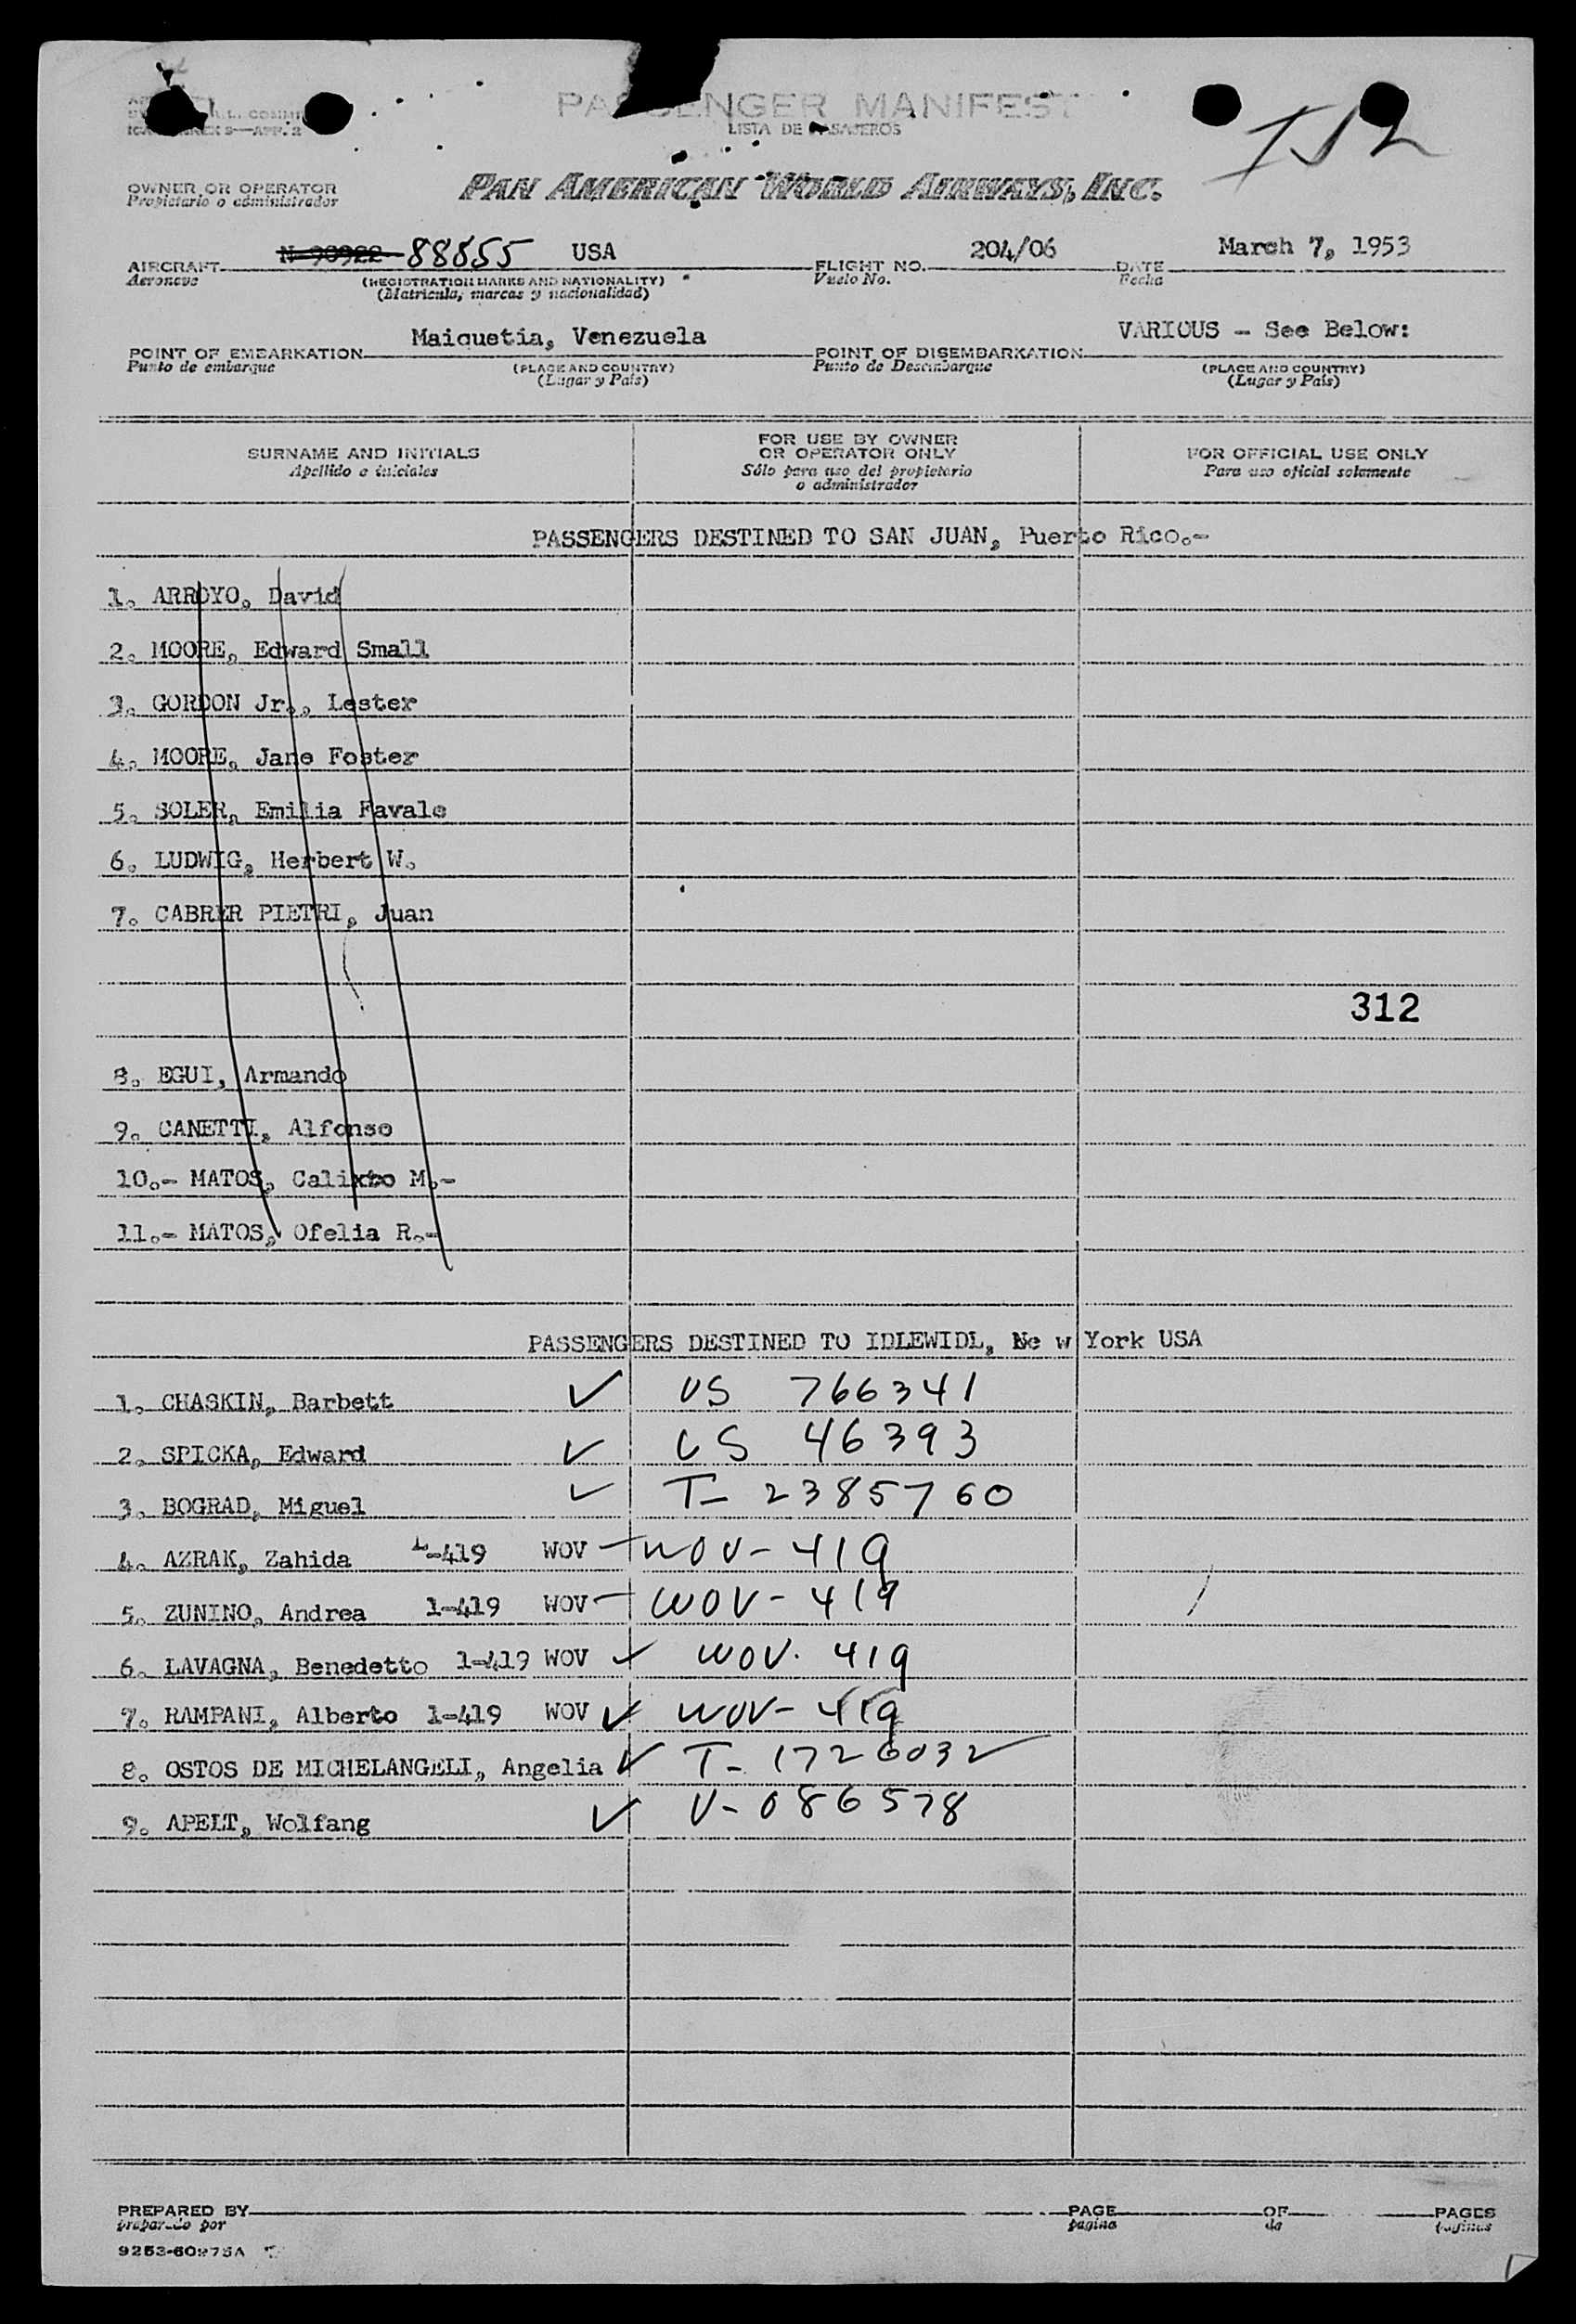 PASSENGER MANIFEST
LISTA DE PASAJEROS
ISL
OWNER OR OPERATOR
Propietario o administrador
PAN AMERICAN WORLD AIRWAYS, INC.
AIRCRAFT N-90922 88855 USA FLIGHT NO. 204/06 DATE March 7, 1953
Aeronave (REGISTRATION MARKS AND NATIONALITY) Vuelo No. Fecha
(Matricula, marcas y nacionalidad)
POINT OF EMBARKATION Maiquetia, Venezuela POINT OF DISEMBARKATION VARIOUS - See Below:
Punto de embarque (PLACE AND COUNTRY) Punto de Desembarque (PLACE AND COUNTRY)
(Lugar y País) (Lugar y País)
SURNAME AND INITIALS
Apellido e iniciales
FOR USE BY OWNER
OR OPERATOR ONLY
Sólo para uso del propietario
o administrador
FOR OFFICIAL USE ONLY
Para uso oficial solamente
PASSENGERS DESTINED TO SAN JUAN, Puerto Rico.-
1. ARROYO, David
2. MOORE, Edward Small
3. GORDON Jr., Lester
4. MOORE, Jane Foster
5. SOLER, Emilia Favale
6. LUDWIG, Herbert W.
7. CABRER PIETRI, Juan
312
8. EGUI, Armando
9. CANETTI, Alfonso
10.- MATOS, Calixto M.-
11.- MATOS, Ofelia R.-
PASSENGERS DESTINED TO IDLEWIDL, Ne w York USA
1. CHASKIN, Barbett ✓ US 766341
2. SPICKA, Edward ✓ US 46393
3. BOGRAD, Miguel ✓ T- 2385760
4. AZRAK, Zahida 1-419 WOV - WOV- 419
5. ZUNINO, Andrea 1-419 WOV - WOV- 419
6. LAVAGNA, Benedetto 1-419 WOV ✓ WOV. 419
7. RAMPANI, Alberto 1-419 WOV ✓ WOV- 419
8. OSTOS DE MICHELANGELI, Angelia ✓ T- 1726032
9. APELT, Wolfang ✓ V- 086578
PREPARED BY PAGE OF PAGES
preparado por pagina de paginas
9253-60275A